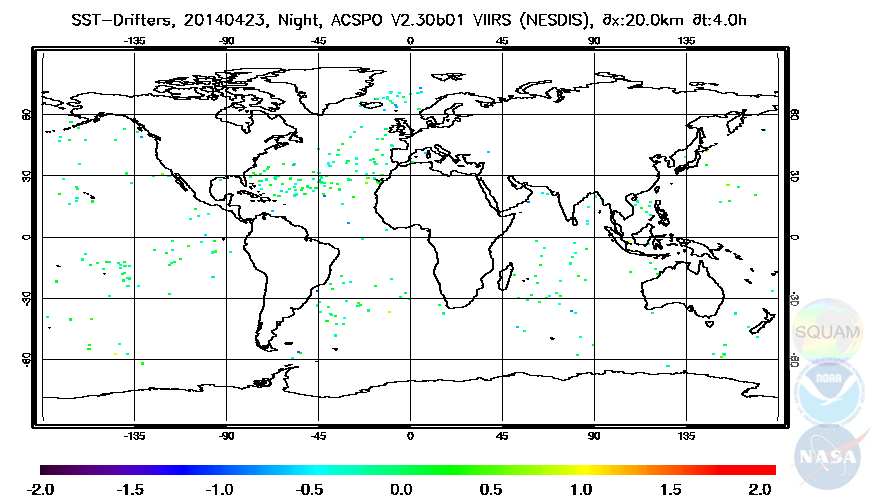 SST-Drifters, 20140423, Night, ACSPO V2.30b01 VIIRS (NESDIS), ∂x:20.0km ∂t:4.0h
-135 -90 -45 0 45 90 135
60 60
30 30
0 0
-30 -30
-60 -60
-135 -90 -45 0 45 90 135
SQUAM
NOAA
NASA
-2.0 -1.5 -1.0 -0.5 0.0 0.5 1.0 1.5 2.0